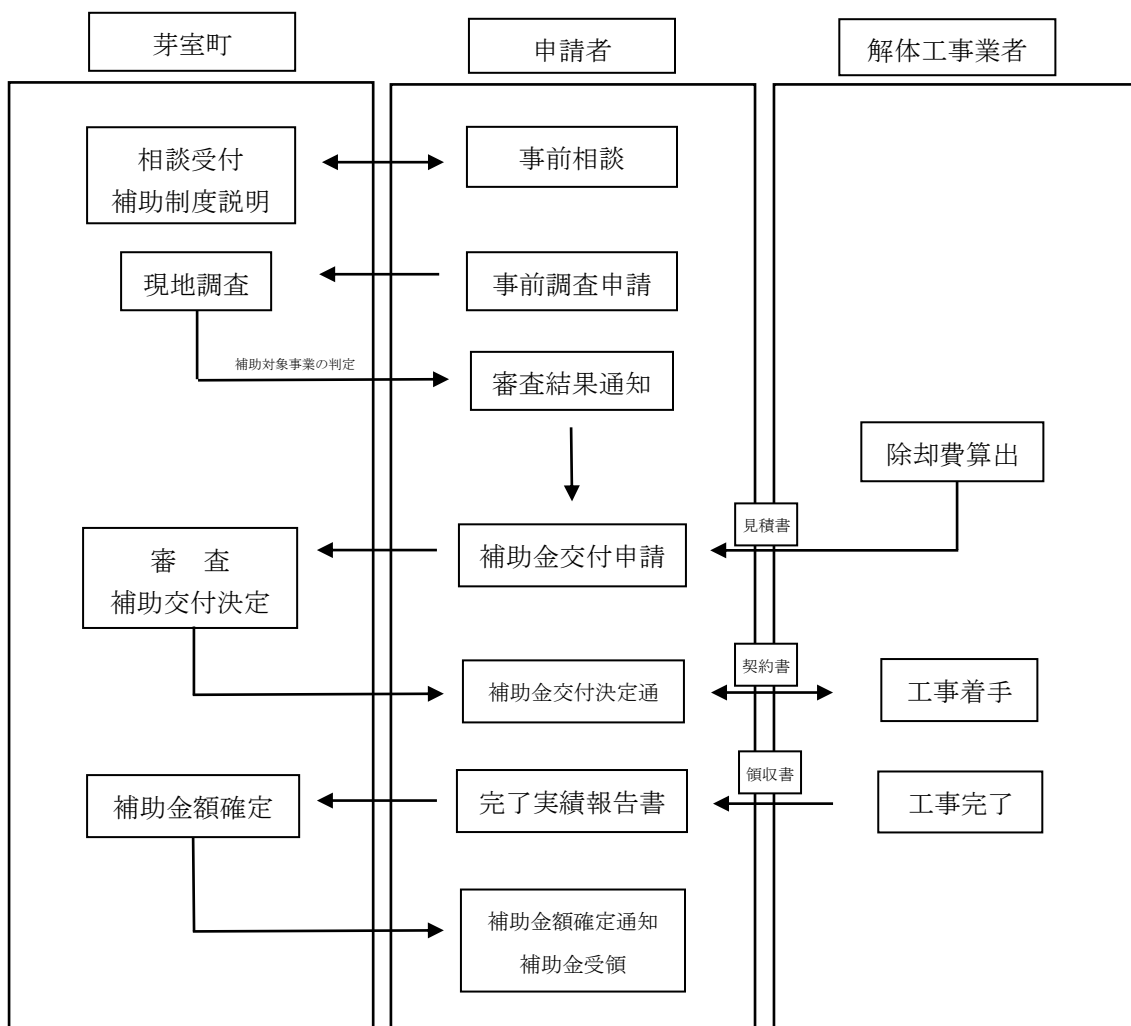 芽室町
申請者
解体工事業者
相談受付
補助制度説明
事前相談
現地調査
事前調査申請
補助対象事業の判定
審査結果通知
除却費算出
見積書
審　査
補助交付決定
補助金交付申請
契約書
補助金交付決定通
工事着手
領収書
補助金額確定
完了実績報告書
工事完了
補助金額確定通知
補助金受領